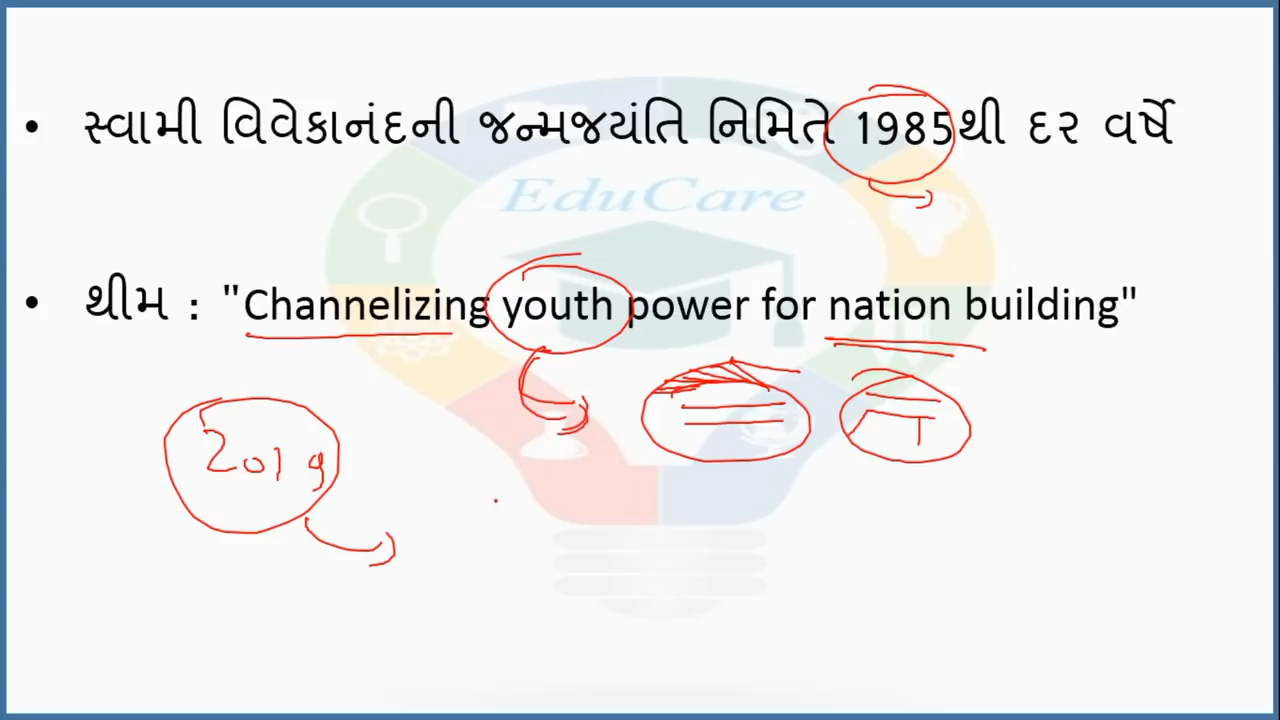 • સ્વામી વિવેકાનંદની જન્મજયંતિ નિમિતે 1985થી દર વર્ષે
EduCare
• થીમ : "Channelizing youth power for nation building"
2019